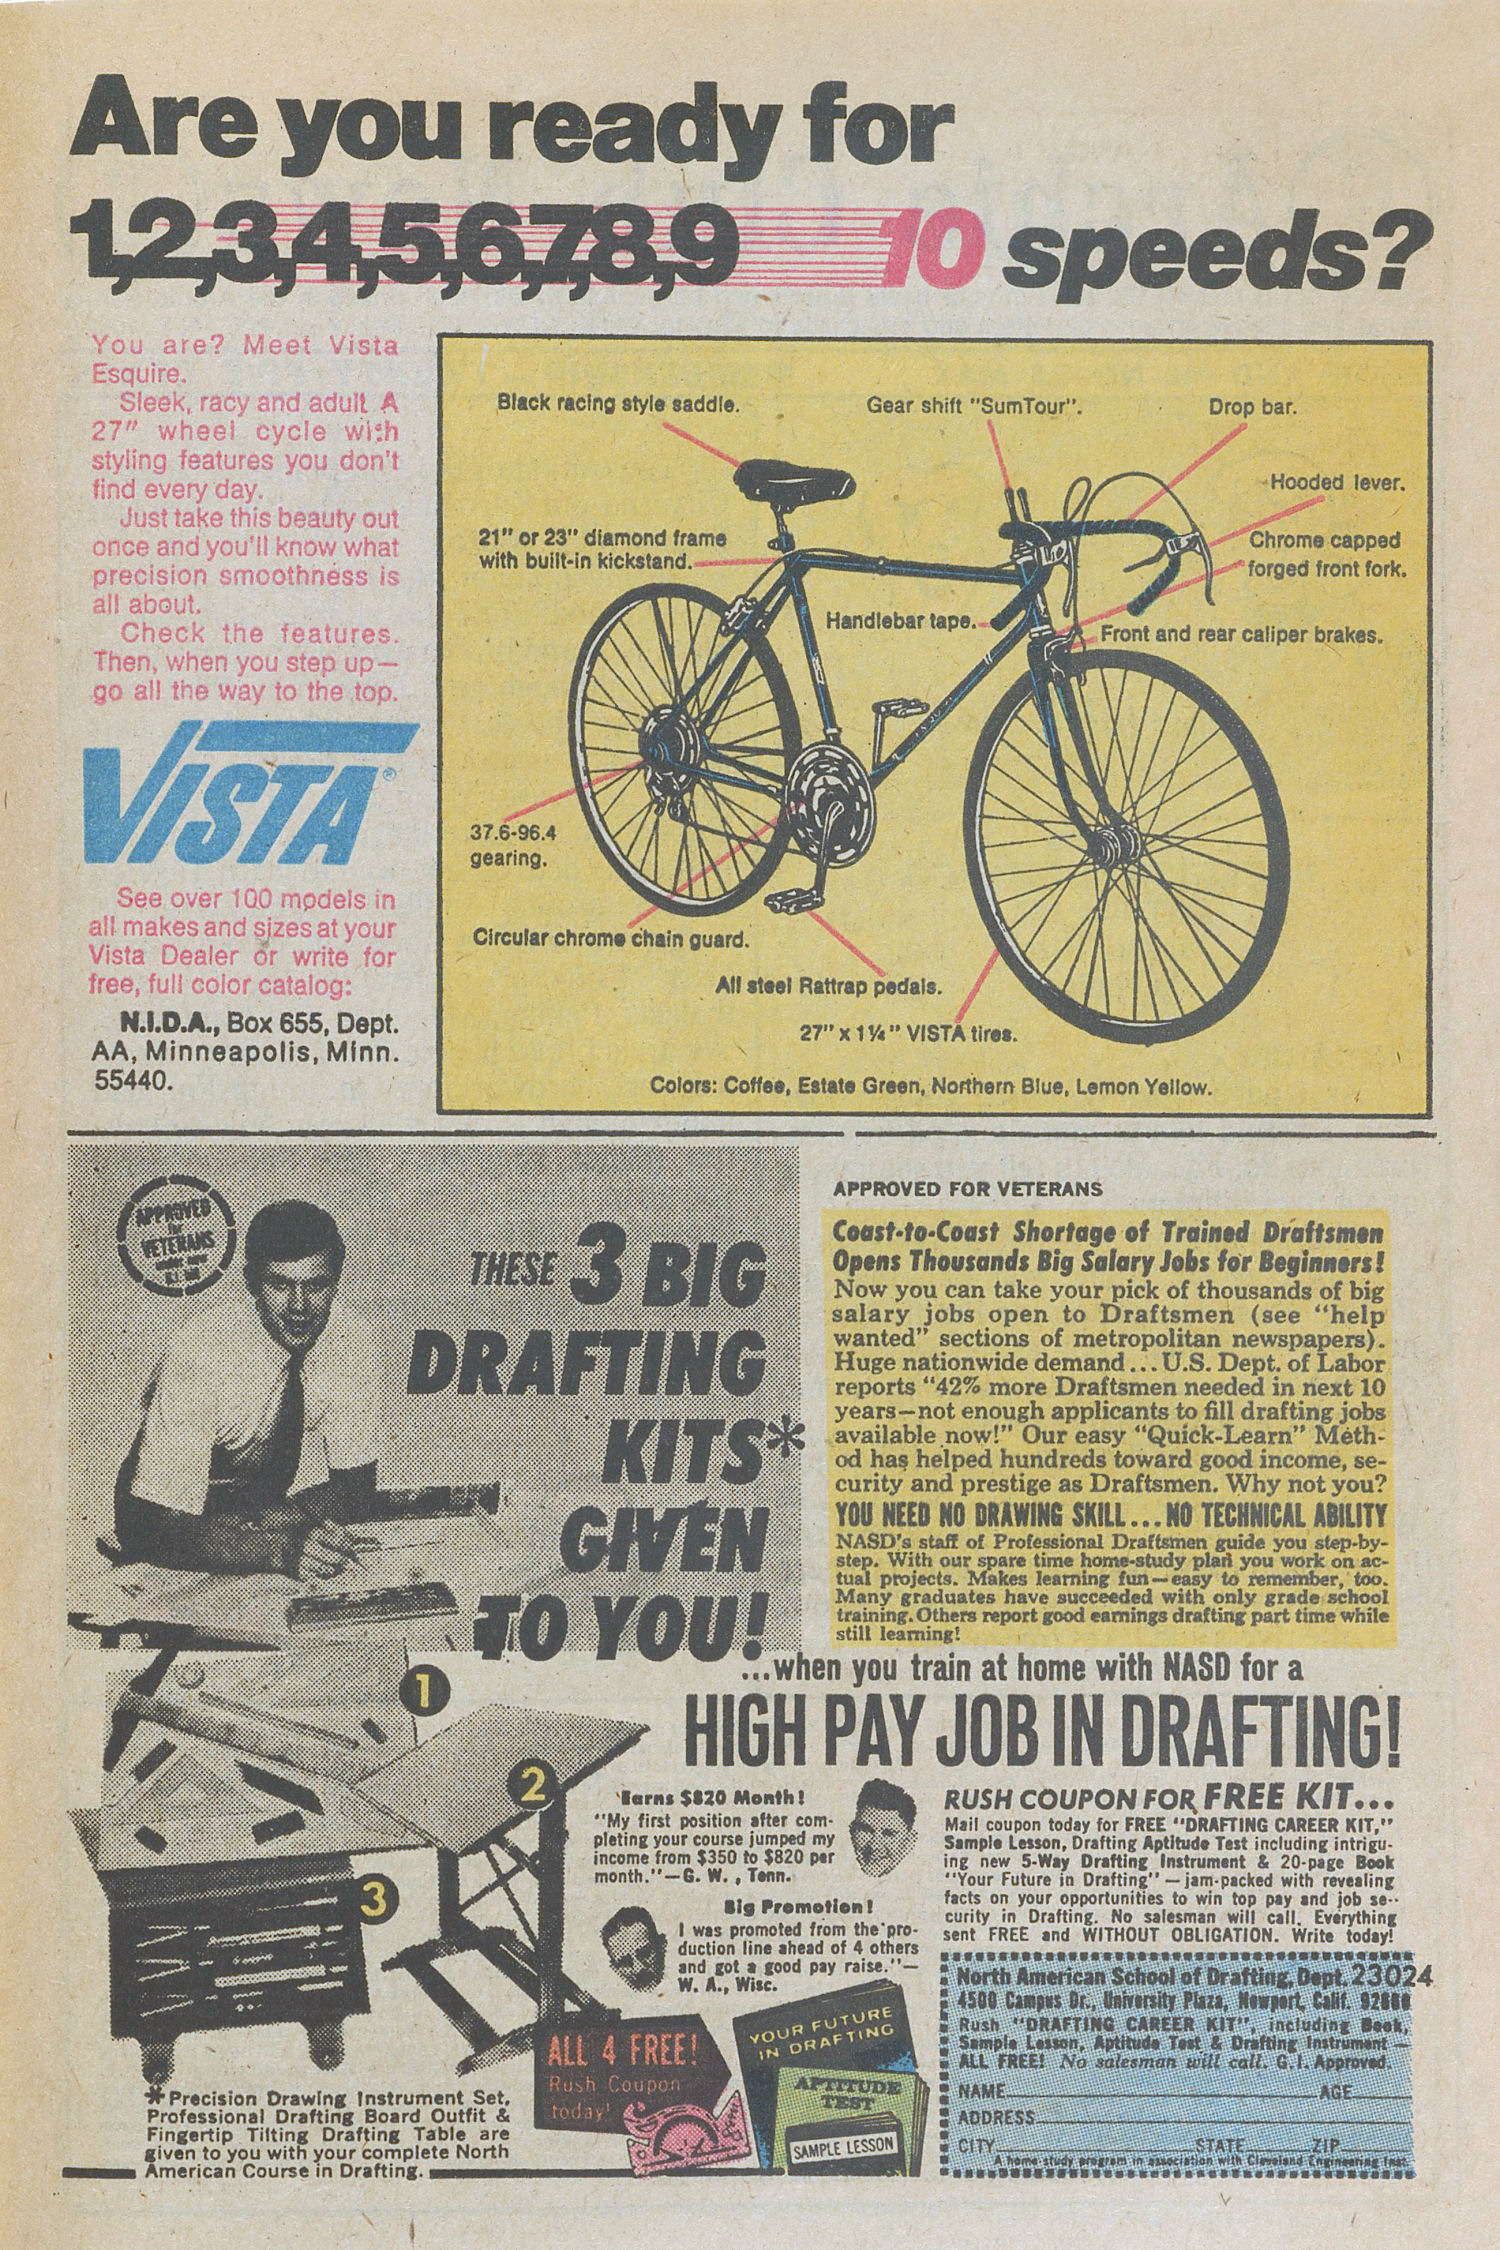 Are you ready for
1,2,3,4,5,6,7,8,9 10 speeds?
You are? Meet Vista
Esquire.
Sleek, racy and adult A
27" wheel cycle with
styling features you don't
find every day.
Just take this beauty out
once and you'll know what
precision smoothness is
all about.
Check the features.
Then, when you step up—
go all the way to the top.
VISTA®
See over 100 models in
all makes and sizes at your
Vista Dealer or write for
free, full color catalog:
N.I.D.A., Box 655, Dept.
AA, Minneapolis, Minn.
55440.
Black racing style saddle.
Gear shift "SumTour".
Drop bar.
Hooded lever.
21" or 23" diamond frame
with built-in kickstand.
Chrome capped
forged front fork.
Handlebar tape.
Front and rear caliper brakes.
37.6-96.4
gearing.
Circular chrome chain guard.
All steel Rattrap pedals.
27" x 1¼" VISTA tires.
Colors: Coffee, Estate Green, Northern Blue, Lemon Yellow.
APPROVED
for
VETERANS
THESE 3 BIG
DRAFTING
KITS*
GIVEN
TO YOU!
APPROVED FOR VETERANS
Coast-to-Coast Shortage of Trained Draftsmen
Opens Thousands Big Salary Jobs for Beginners!
Now you can take your pick of thousands of big
salary jobs open to Draftsmen (see "help
wanted" sections of metropolitan newspapers).
Huge nationwide demand...U.S. Dept. of Labor
reports "42% more Draftsmen needed in next 10
years—not enough applicants to fill drafting jobs
available now!" Our easy "Quick-Learn" Meth-
od has helped hundreds toward good income, se-
curity and prestige as Draftsmen. Why not you?
YOU NEED NO DRAWING SKILL...NO TECHNICAL ABILITY
NASD's staff of Professional Draftsmen guide you step-by-
step. With our spare time home-study plan you work on ac-
tual projects. Makes learning fun—easy to remember, too.
Many graduates have succeeded with only grade school
training. Others report good earnings drafting part time while
still learning!
...when you train at home with NASD for a
HIGH PAY JOB IN DRAFTING!
1
2
3
Earns $820 Month!
"My first position after com-
pleting your course jumped my
income from $350 to $820 per
month."—G. W. , Tenn.
Big Promotion!
I was promoted from the pro-
duction line ahead of 4 others
and got a good pay raise."—
W. A., Wisc.
RUSH COUPON FOR FREE KIT...
Mail coupon today for FREE "DRAFTING CAREER KIT,"
Sample Lesson, Drafting Aptitude Test including intrigu-
ing new 5-Way Drafting Instrument & 20-page Book
"Your Future in Drafting"—jam-packed with revealing
facts on your opportunities to win top pay and job se-
curity in Drafting. No salesman will call. Everything
sent FREE and WITHOUT OBLIGATION. Write today!
*Precision Drawing Instrument Set,
Professional Drafting Board Outfit &
Fingertip Tilting Drafting Table are
given to you with your complete North
American Course in Drafting.
ALL 4 FREE!
Rush Coupon
today!
YOUR FUTURE
IN DRAFTING
APTITUDE
TEST
SAMPLE LESSON
North American School of Drafting, Dept. 23024
4500 Campus Dr., University Plaza, Newport, Calif. 92660
Rush "DRAFTING CAREER KIT", including Book,
Sample Lesson, Aptitude Test & Drafting Instrument—
ALL FREE! No salesman will call. G.I. Approved.
NAME AGE
ADDRESS
CITY STATE ZIP
A home-study program in association with Cleveland Engineering Inst.